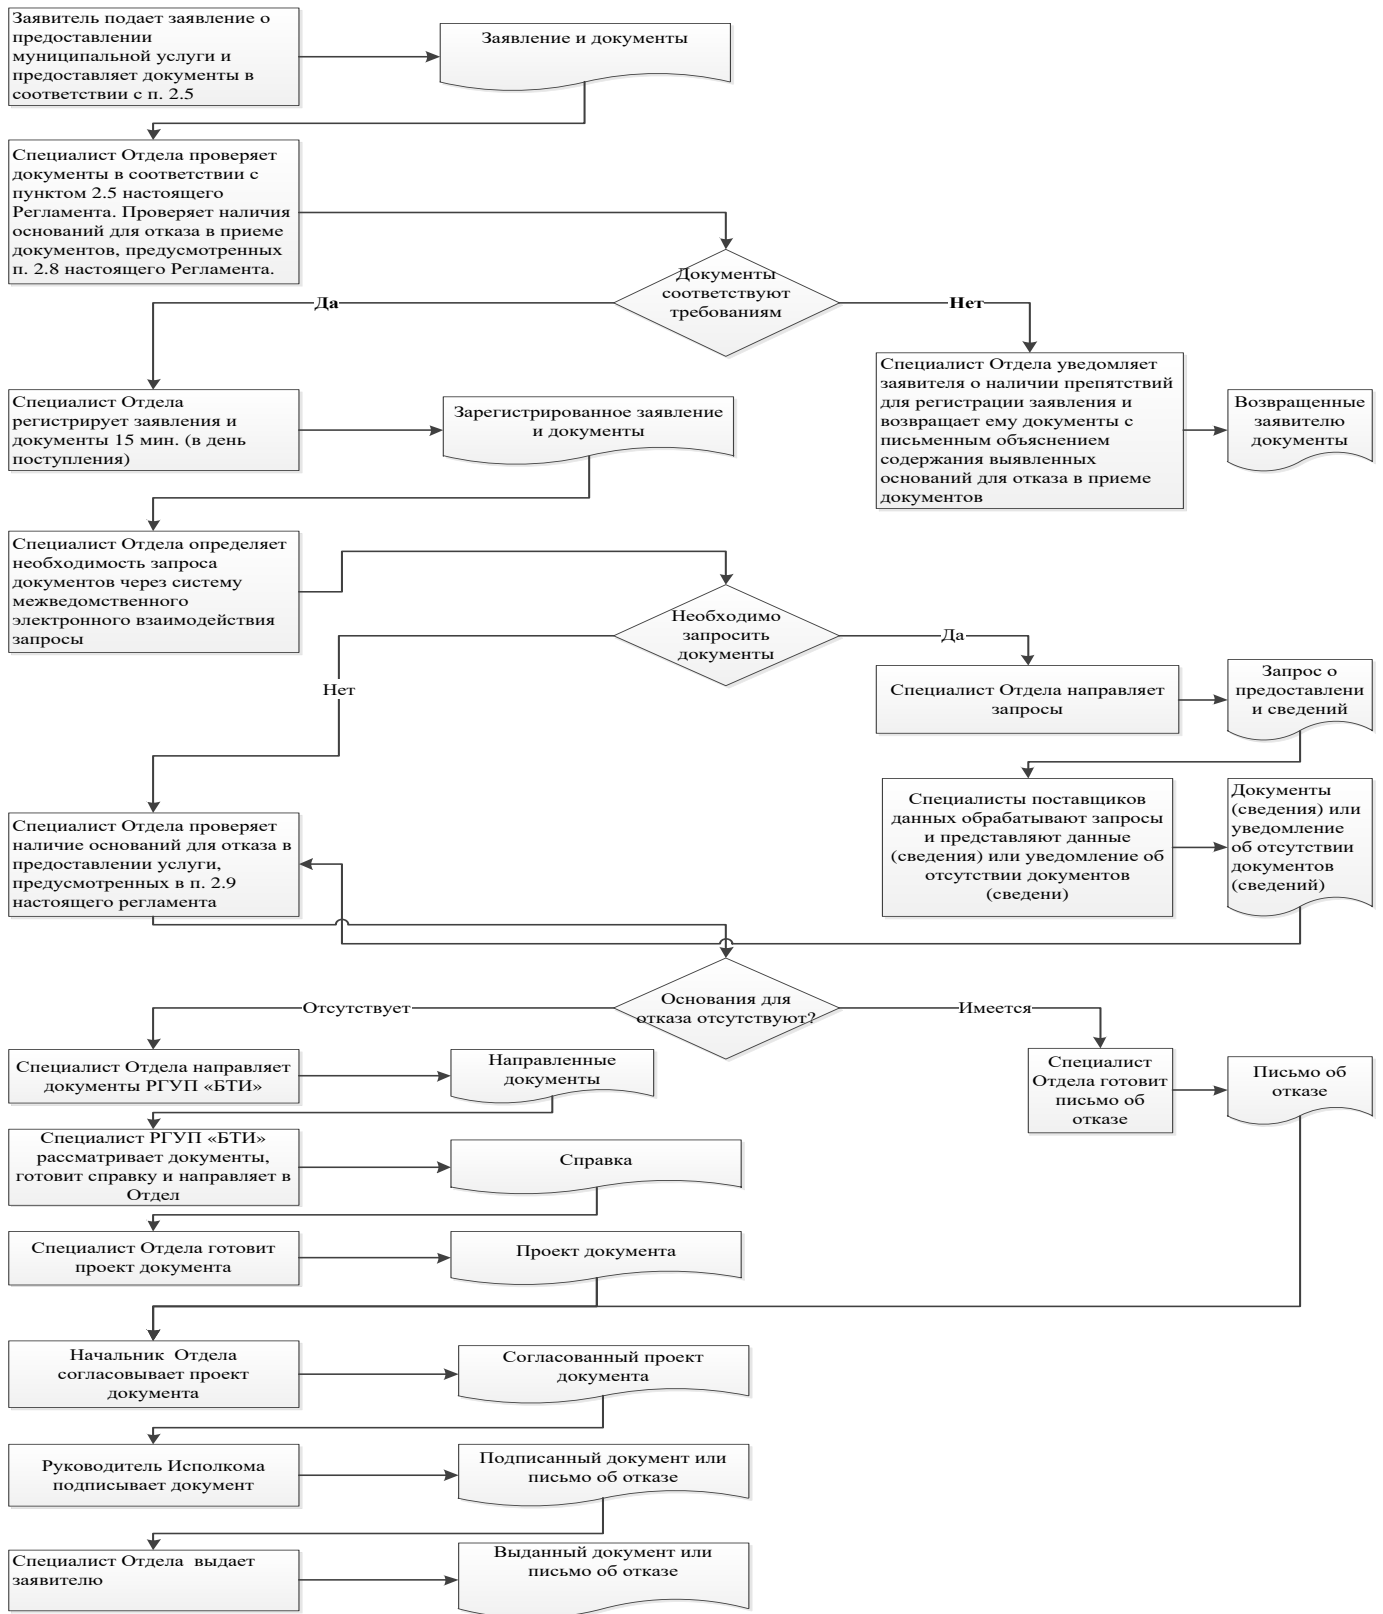 Заявитель подает заявление о
предоставлении
муниципальной услуги и
предоставляет документы в
соответствии с п. 2.5
Заявление и документы
Специалист Отдела проверяет
документы в соответствии с
пунктом 2.5 настоящего
Регламента. Проверяет наличия
оснований для отказа в приеме
документов, предусмотренных
п. 2.8 настоящего Регламента.
Документы
соответствуют
требованиям
Да
Нет
Специалист Отдела уведомляет
заявителя о наличии препятствий
для регистрации заявления и
возвращает ему документы с
письменным объяснением
содержания выявленных
оснований для отказа в приеме
документов
Возвращенные
заявителю
документы
Специалист Отдела
регистрирует заявления и
документы 15 мин. (в день
поступления)
Зарегистрированное заявление
и документы
Специалист Отдела определяет
необходимость запроса
документов через систему
межведомственного
электронного взаимодействия
запросы
Необходимо
запросить
документы
Да
Нет
Специалист Отдела направляет
запросы
Запрос о
предоставлени
и сведений
Специалисты поставщиков
данных обрабатывают запросы
и представляют данные
(сведения) или уведомление об
отсутствии документов
(сведени)
Документы
(сведения) или
уведомление
об отсутствии
документов
(сведений)
Специалист Отдела проверяет
наличие оснований для отказа в
предоставлении услуги,
предусмотренных в п. 2.9
настоящего регламента
Основания для
отказа отсутствуют?
Отсутствует
Имеется
Специалист Отдела направляет
документы РГУП «БТИ»
Направленные
документы
Специалист
Отдела готовит
письмо об
отказе
Письмо об
отказе
Специалист РГУП «БТИ»
рассматривает документы,
готовит справку и направляет в
Отдел
Справка
Специалист Отдела готовит
проект документа
Проект документа
Начальник  Отдела
согласовывает проект
документа
Согласованный проект
документа
Руководитель Исполкома
подписывает документ
Подписанный документ или
письмо об отказе
Специалист Отдела  выдает
заявителю
Выданный документ или
письмо об отказе